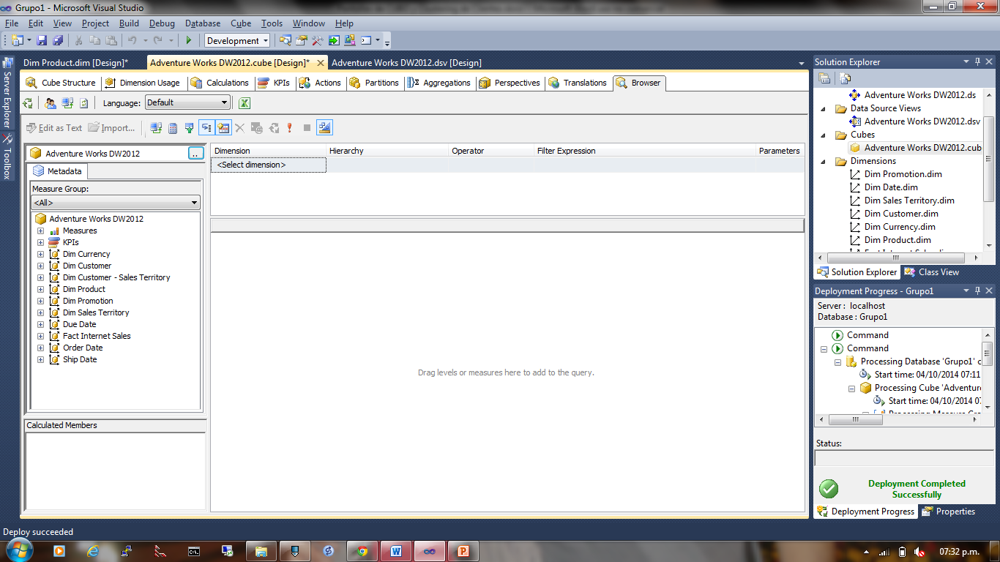 Grupo1 - Microsoft Visual Studio
File Edit View Project Build Debug Database Cube Tools Window Help
Development
Dim Product.dim [Design]* Adventure Works DW2012.cube [Design]* Adventure Works DW2012.dsv [Design]
Cube Structure Dimension Usage Calculations KPIs Actions Partitions Aggregations Perspectives Translations Browser
Language: Default
Edit as Text Import...
Server Explorer
Toolbox
Adventure Works DW2012 ..
Metadata
Measure Group:
<All>
Adventure Works DW2012
Measures
KPIs
Dim Currency
Dim Customer
Dim Customer - Sales Territory
Dim Product
Dim Promotion
Dim Sales Territory
Due Date
Fact Internet Sales
Order Date
Ship Date
Calculated Members
Dimension Hierarchy Operator Filter Expression Parameters
<Select dimension>
Drag levels or measures here to add to the query.
Solution Explorer
Adventure Works DW2012.ds
Data Source Views
Adventure Works DW2012.dsv
Cubes
Adventure Works DW2012.cub
Dimensions
Dim Promotion.dim
Dim Date.dim
Dim Sales Territory.dim
Dim Customer.dim
Dim Currency.dim
Dim Product.dim
Solution Explorer Class View
Deployment Progress - Grupo1
Server : localhost
Database : Grupo1
Command
Command
Processing Database 'Grupo1' c
Start time: 04/10/2014 07:11
Processing Cube 'Adventure
Start time: 04/10/2014 07
Status:
Deployment Completed
Successfully
Deployment Progress Properties
Deploy succeeded
07:32 p.m.